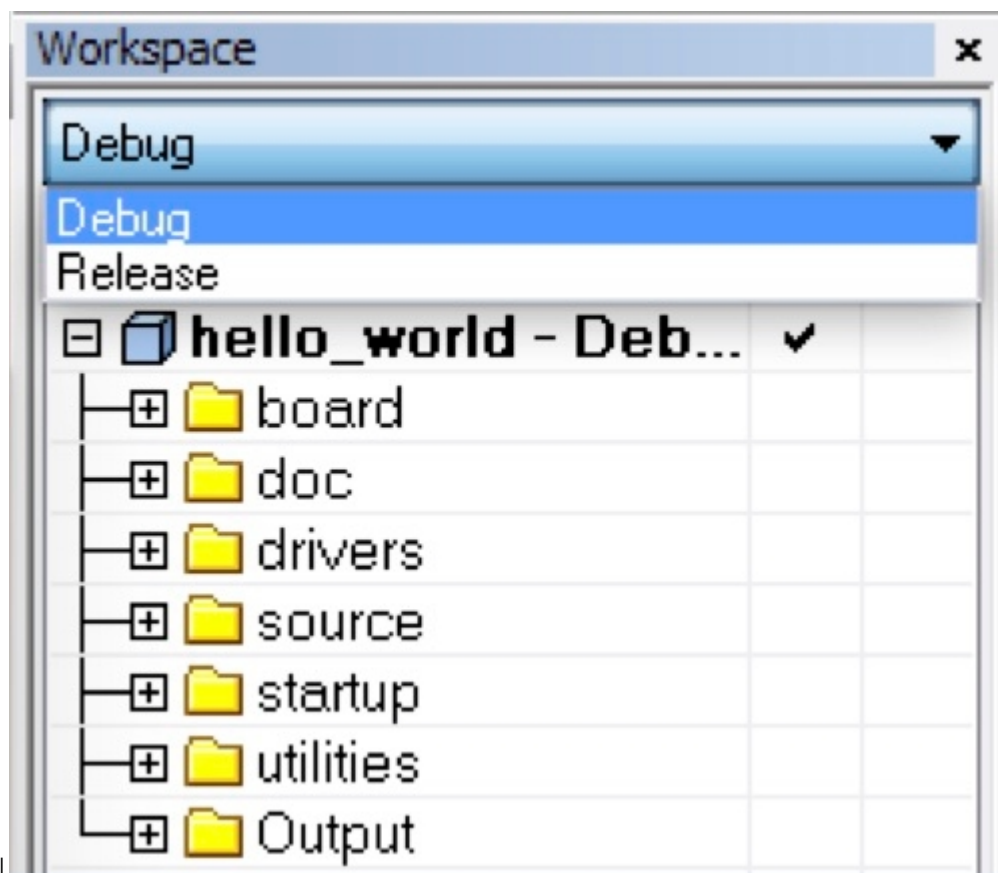 Workspace
Debug
Debug
Release
hello_world - Deb...
board
doc
drivers
source
startup
utilities
Output